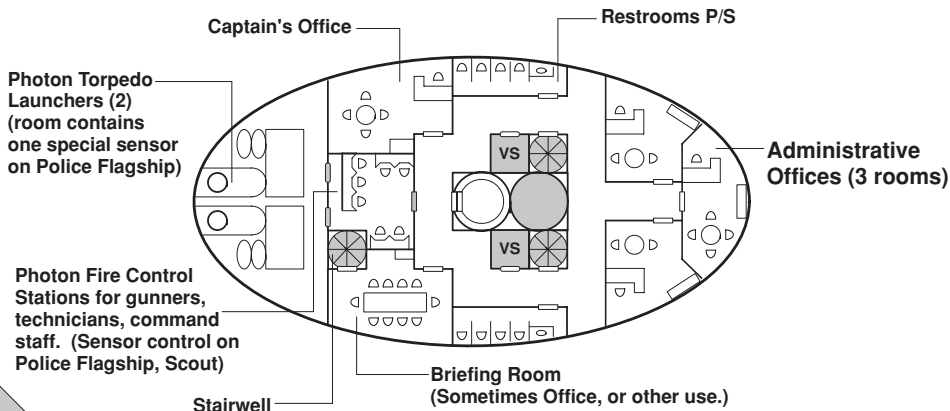 Captain's Office
Restrooms P/S
Photon Torpedo
Launchers (2)
(room contains
one special sensor
on Police Flagship)
VS
Administrative
Offices (3 rooms)
VS
Photon Fire Control
Stations for gunners,
technicians, command
staff.  (Sensor control on
Police Flagship, Scout)
Briefing Room
(Sometimes Office, or other use.)
Stairwell